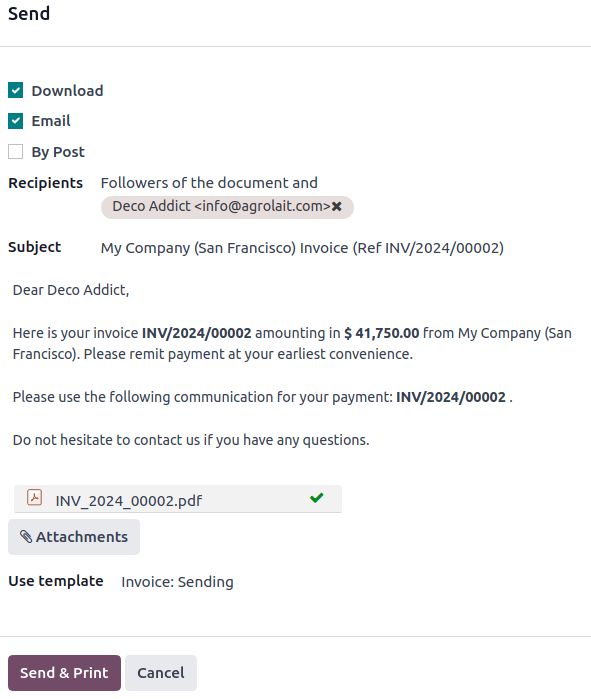 Send
Download
Email
By Post
Recipients Followers of the document and
Deco Addict <info@agrolait.com>✖
Subject My Company (San Francisco) Invoice (Ref INV/2024/00002)
Dear Deco Addict,
Here is your invoice INV/2024/00002 amounting in $ 41,750.00 from My Company (San
Francisco). Please remit payment at your earliest convenience.
Please use the following communication for your payment: INV/2024/00002 .
Do not hesitate to contact us if you have any questions.
INV_2024_00002.pdf
Attachments
Use template Invoice: Sending
Send & Print Cancel